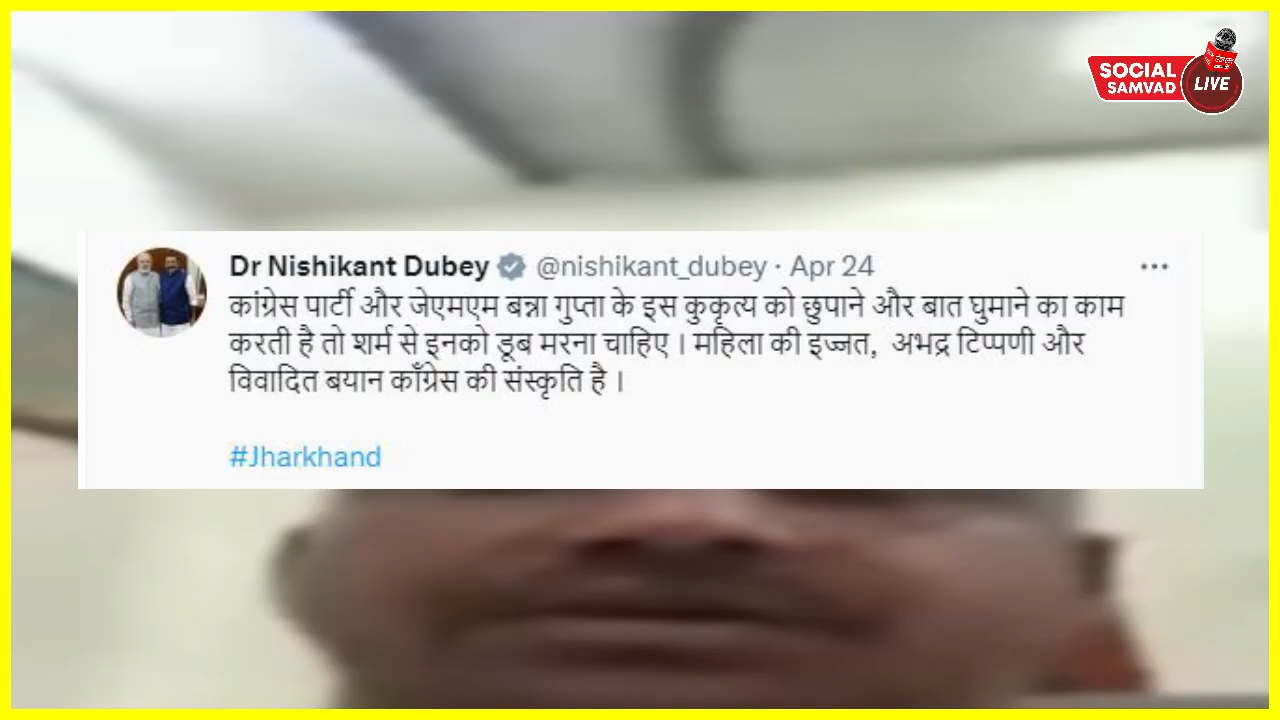 SOCIAL
SAMVAD
LIVE
Dr Nishikant Dubey @nishikant_dubey · Apr 24
कांग्रेस पार्टी और जेएमएम बन्ना गुप्ता के इस कुकृत्य को छुपाने और बात घुमाने का काम
करती है तो शर्म से इनको डूब मरना चाहिए । महिला की इज्जत, अभद्र टिप्पणी और
विवादित बयान काँग्रेस की संस्कृति है ।
#Jharkhand